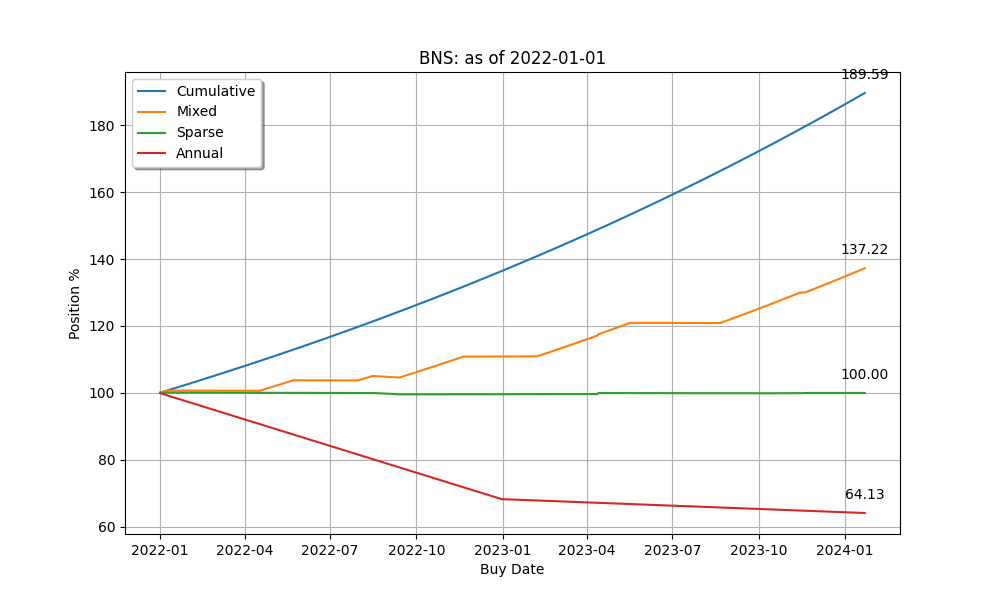 BNS: as of 2022-01-01
189.59
Cumulative
Mixed
Sparse
Annual
180
160
140
120
100
80
60
137.22
100.00
64.13
Position %
2022-01 2022-04 2022-07 2022-10 2023-01 2023-04 2023-07 2023-10 2024-01
Buy Date